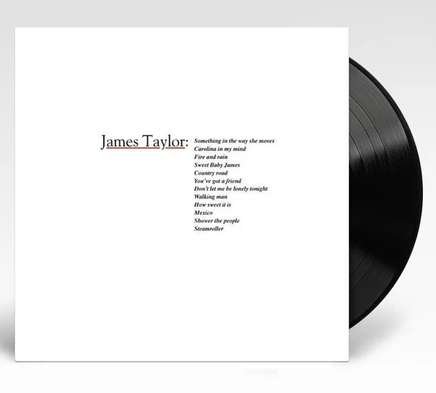 James Taylor:
Something in the way she moves
Carolina in my mind
Fire and rain
Sweet Baby James
Country road
You've got a friend
Don't let me be lonely tonight
Walking man
How sweet it is
Mexico
Shower the people
Steamroller